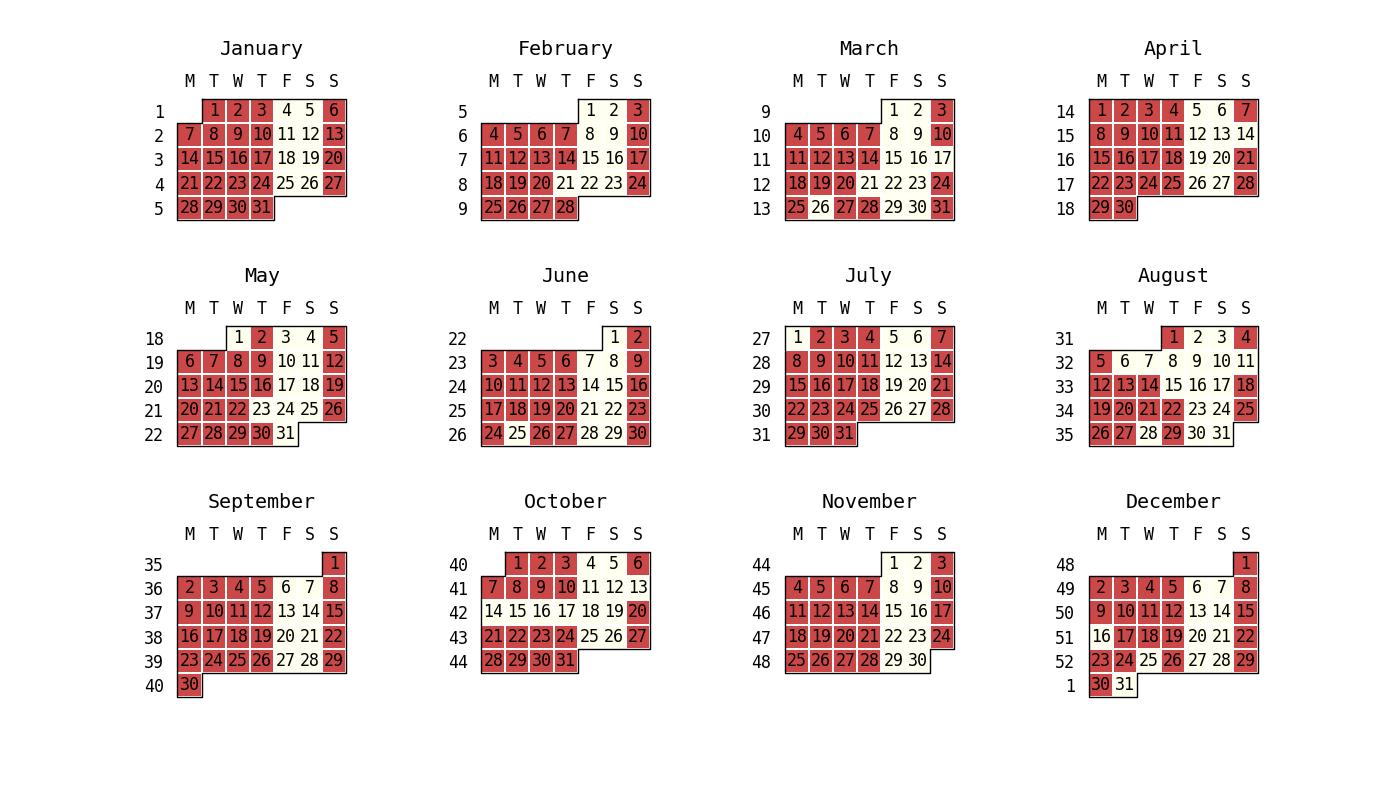 January February March April
M T W T F S S M T W T F S S M T W T F S S M T W T F S S
1 1 2 3 4 5 6 5 1 2 3 9 1 2 3 14 1 2 3 4 5 6 7
2 7 8 9 10 11 12 13 6 4 5 6 7 8 9 10 10 4 5 6 7 8 9 10 15 8 9 10 11 12 13 14
3 14 15 16 17 18 19 20 7 11 12 13 14 15 16 17 11 11 12 13 14 15 16 17 16 15 16 17 18 19 20 21
4 21 22 23 24 25 26 27 8 18 19 20 21 22 23 24 12 18 19 20 21 22 23 24 17 22 23 24 25 26 27 28
5 28 29 30 31 9 25 26 27 28 13 25 26 27 28 29 30 31 18 29 30
May June July August
M T W T F S S M T W T F S S M T W T F S S M T W T F S S
18 1 2 3 4 5 22 1 2 27 1 2 3 4 5 6 7 31 1 2 3 4
19 6 7 8 9 10 11 12 23 3 4 5 6 7 8 9 28 8 9 10 11 12 13 14 32 5 6 7 8 9 10 11
20 13 14 15 16 17 18 19 24 10 11 12 13 14 15 16 29 15 16 17 18 19 20 21 33 12 13 14 15 16 17 18
21 20 21 22 23 24 25 26 25 17 18 19 20 21 22 23 30 22 23 24 25 26 27 28 34 19 20 21 22 23 24 25
22 27 28 29 30 31 26 24 25 26 27 28 29 30 31 29 30 31 35 26 27 28 29 30 31
September October November December
M T W T F S S M T W T F S S M T W T F S S M T W T F S S
35 1 40 1 2 3 4 5 6 44 1 2 3 48 1
36 2 3 4 5 6 7 8 41 7 8 9 10 11 12 13 45 4 5 6 7 8 9 10 49 2 3 4 5 6 7 8
37 9 10 11 12 13 14 15 42 14 15 16 17 18 19 20 46 11 12 13 14 15 16 17 50 9 10 11 12 13 14 15
38 16 17 18 19 20 21 22 43 21 22 23 24 25 26 27 47 18 19 20 21 22 23 24 51 16 17 18 19 20 21 22
39 23 24 25 26 27 28 29 44 28 29 30 31 48 25 26 27 28 29 30 52 23 24 25 26 27 28 29
40 30 1 30 31